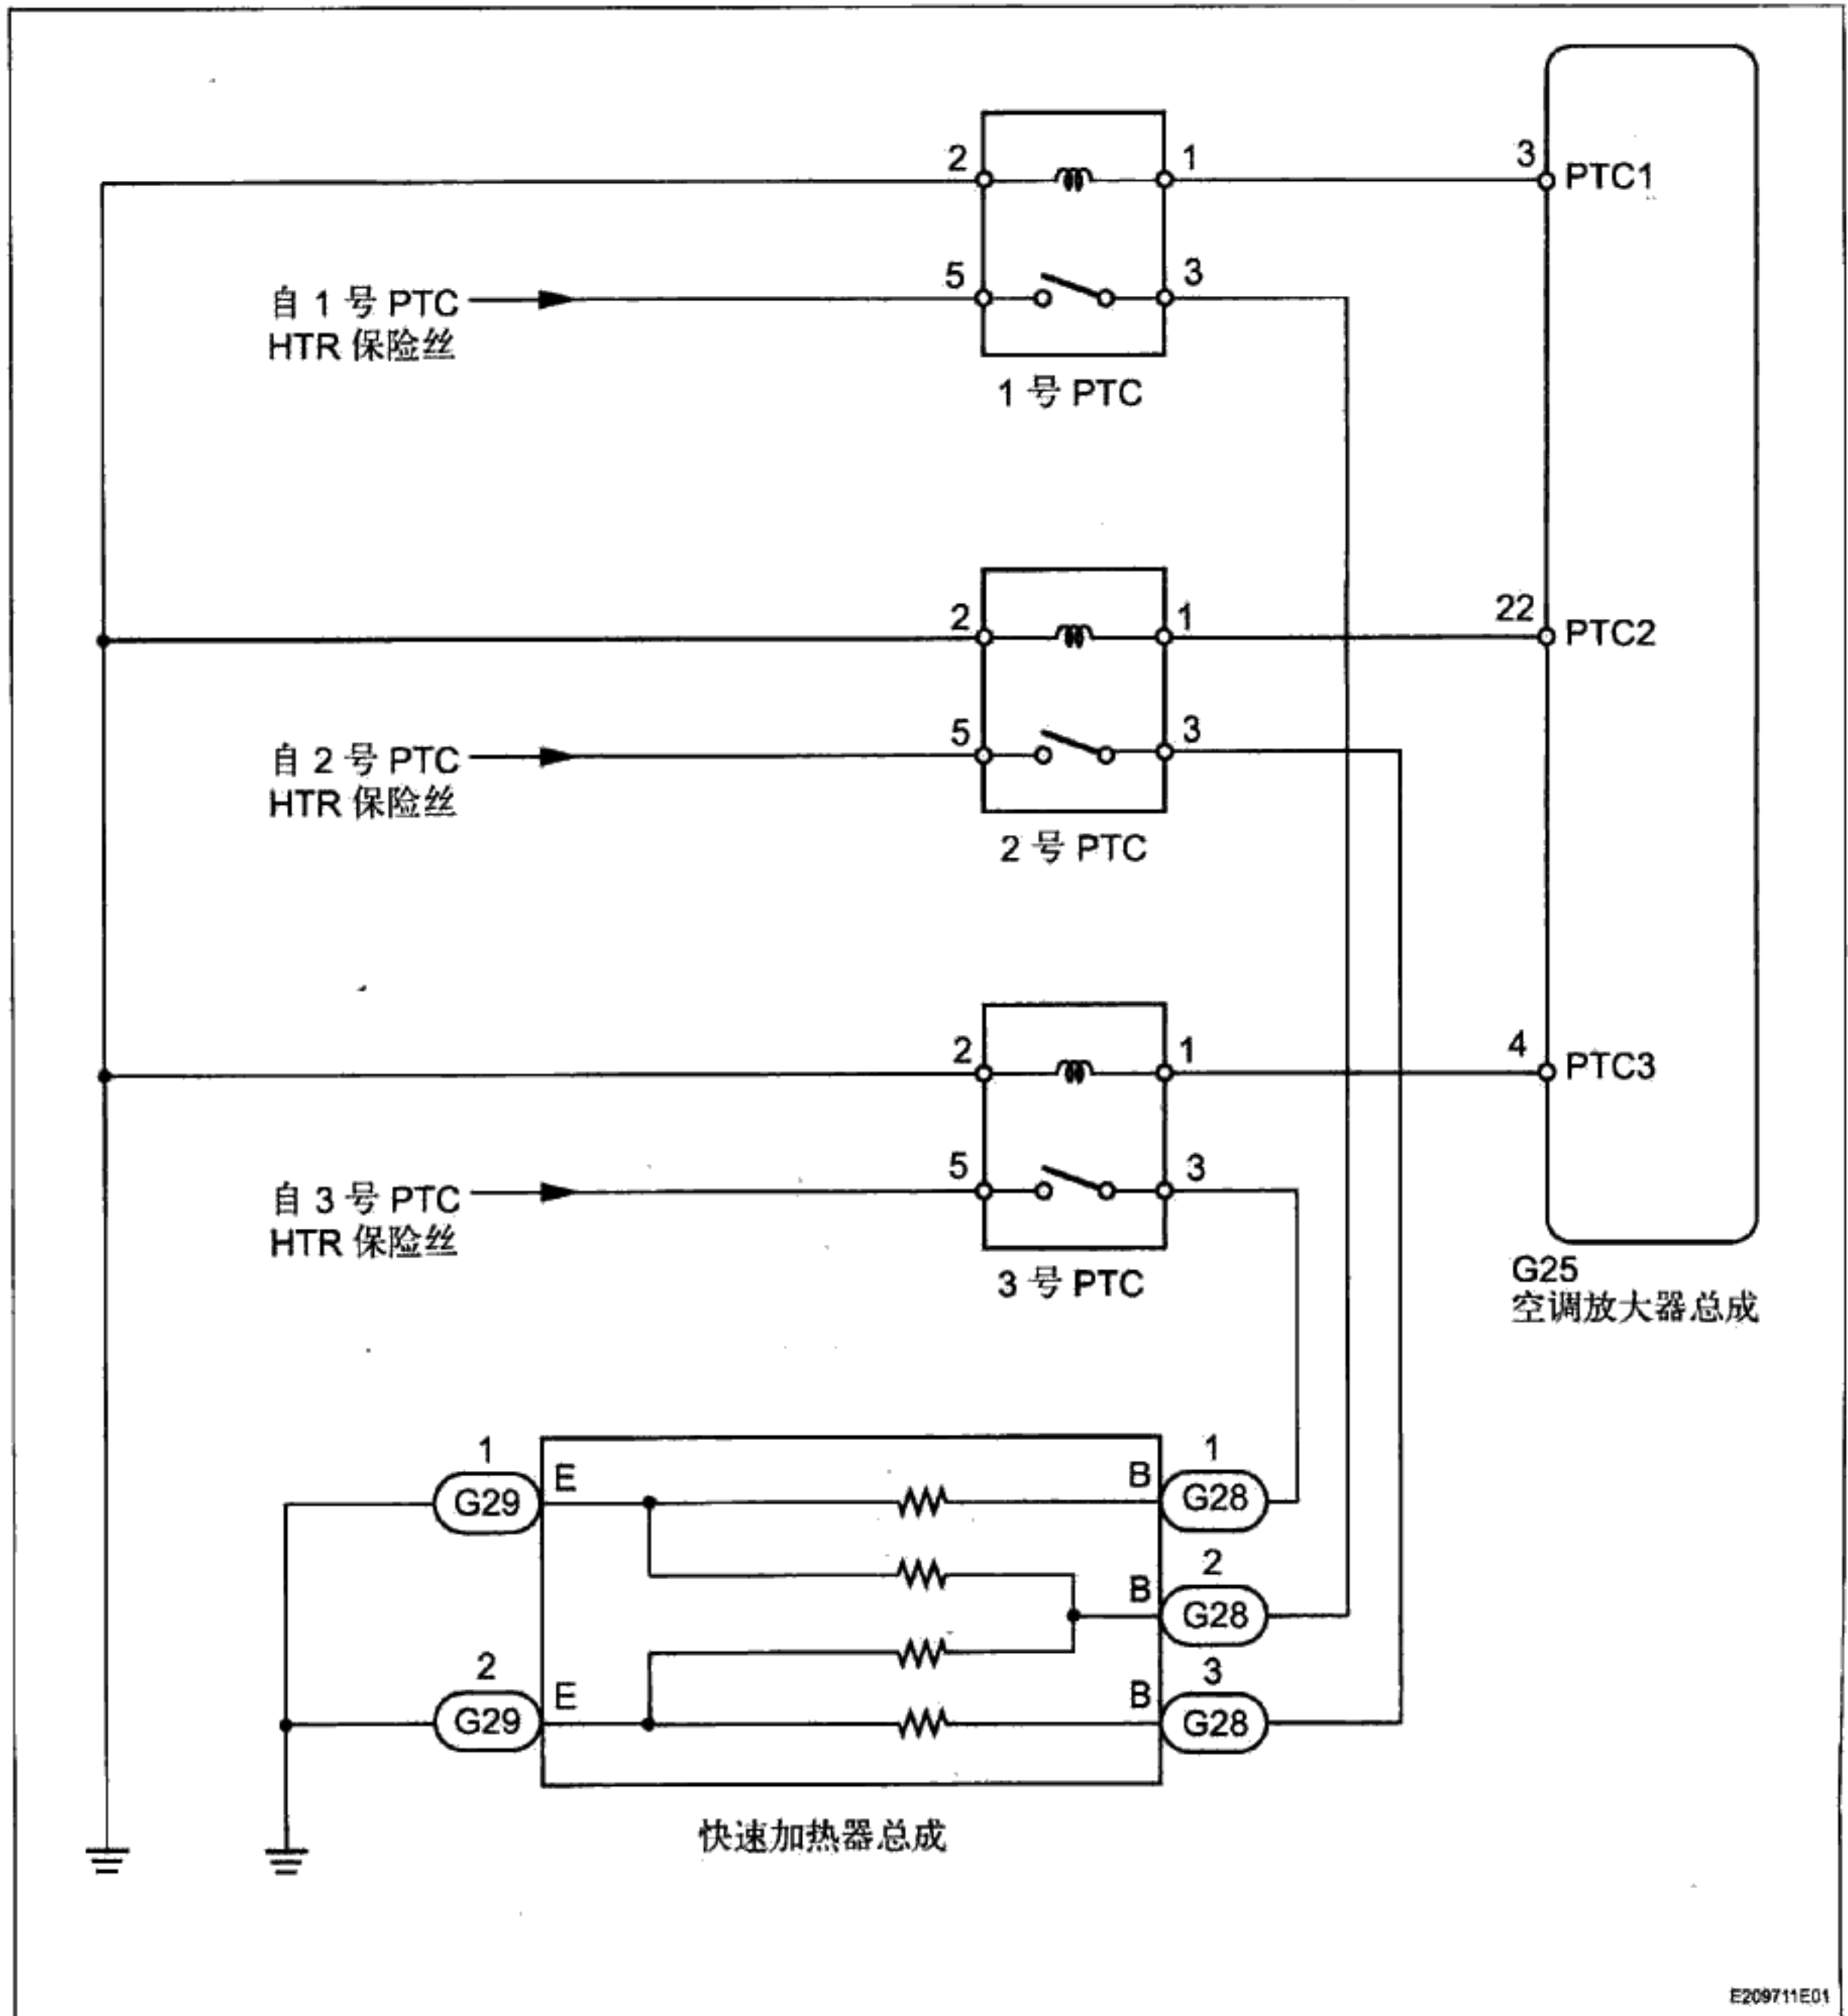 2
1
3
PTC1
5
3
自 1 号 PTC
HTR 保险丝
1 号 PTC
2
1
22
PTC2
5
3
自 2 号 PTC
HTR 保险丝
2 号 PTC
2
1
4
PTC3
5
3
自 3 号 PTC
HTR 保险丝
3 号 PTC
G25
空调放大器总成
1
G29
E
B
1
G28
B
2
G28
2
G29
E
B
3
G28
快速加热器总成
E209711E01